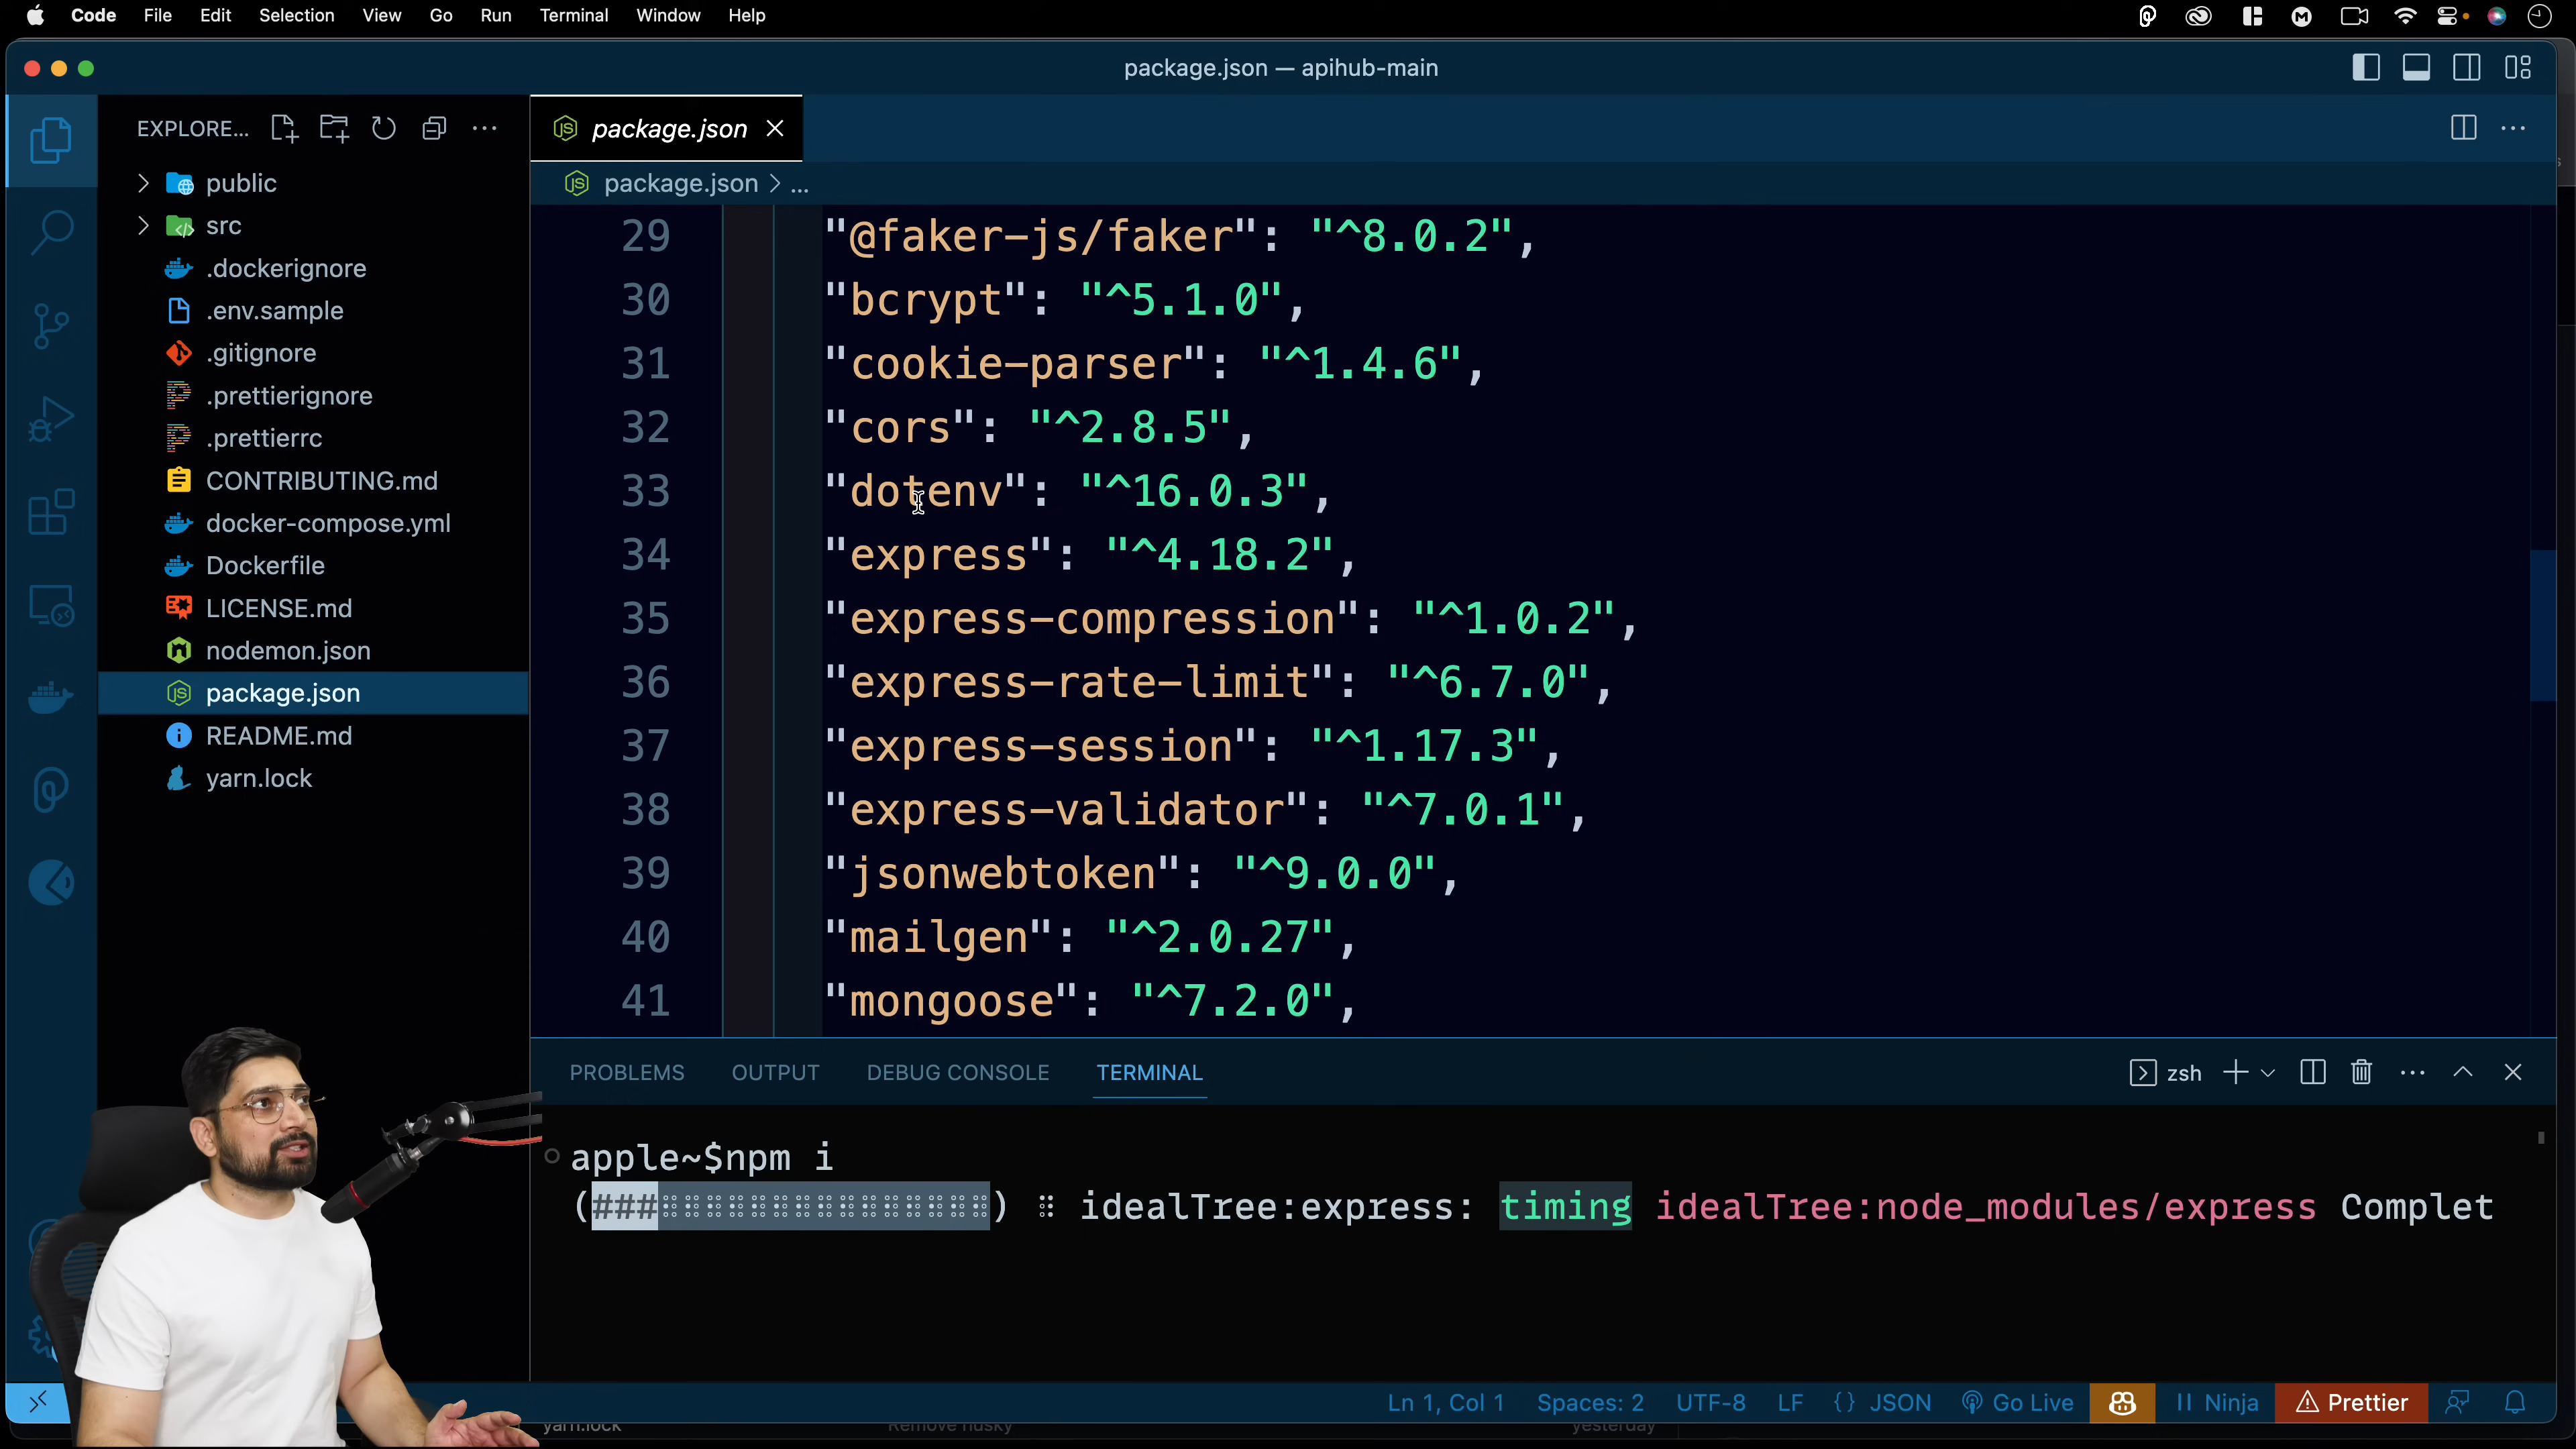 Code File Edit Selection View Go Run Terminal Window Help
package.json — apihub-main
EXPLORE...
package.json
package.json > ...
public
src
.dockerignore
.env.sample
.gitignore
.prettierignore
.prettierrc
CONTRIBUTING.md
docker-compose.yml
Dockerfile
LICENSE.md
nodemon.json
package.json
README.md
yarn.lock
29 "@faker-js/faker": "^8.0.2",
30 "bcrypt": "^5.1.0",
31 "cookie-parser": "^1.4.6",
32 "cors": "^2.8.5",
33 "dotenv": "^16.0.3",
34 "express": "^4.18.2",
35 "express-compression": "^1.0.2",
36 "express-rate-limit": "^6.7.0",
37 "express-session": "^1.17.3",
38 "express-validator": "^7.0.1",
39 "jsonwebtoken": "^9.0.0",
40 "mailgen": "^2.0.27",
41 "mongoose": "^7.2.0",
PROBLEMS OUTPUT DEBUG CONSOLE TERMINAL
zsh
apple~$npm i
(###⠿⠿⠿⠿⠿⠿⠿⠿⠿⠿⠿⠿⠿⠿⠿) ⠿ idealTree:express: timing idealTree:node_modules/express Complet
Ln 1, Col 1 Spaces: 2 UTF-8 LF {} JSON Go Live Ninja Prettier
yarn.lock Remove husky yesterday